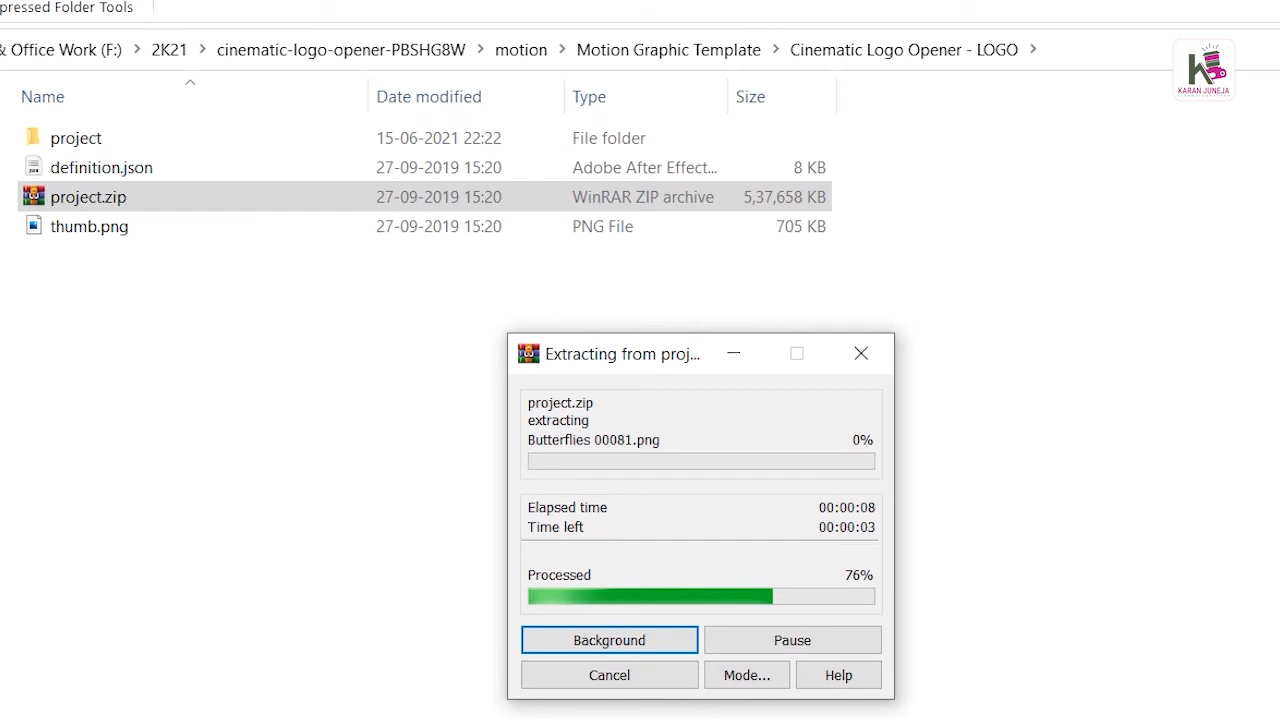 pressed Folder Tools
& Office Work (F:) > 2K21 > cinematic-logo-opener-PBSHG8W > motion > Motion Graphic Template > Cinematic Logo Opener - LOGO >
K
KARAN JUNEJA
Name Date modified Type Size
project 15-06-2021 22:22 File folder
definition.json 27-09-2019 15:20 Adobe After Effect... 8 KB
project.zip 27-09-2019 15:20 WinRAR ZIP archive 5,37,658 KB
thumb.png 27-09-2019 15:20 PNG File 705 KB
Extracting from proj...
project.zip
extracting
Butterflies 00081.png 0%
Elapsed time 00:00:08
Time left 00:00:03
Processed 76%
Background Pause
Cancel Mode... Help